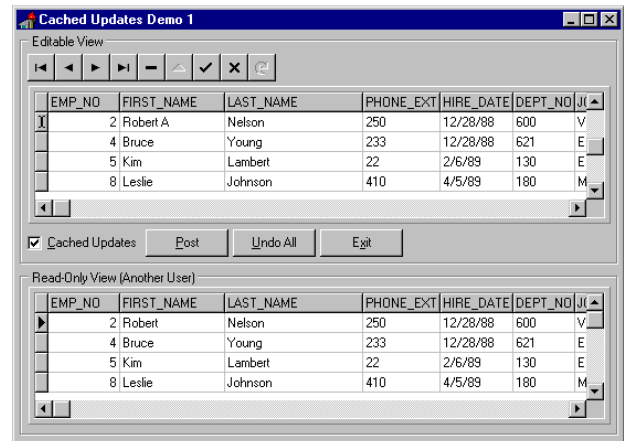 Cached Updates Demo 1
Editable View
EMP_NO FIRST_NAME LAST_NAME PHONE_EXT HIRE_DATE DEPT_NO
2 Robert A Nelson 250 12/28/88 600 V
4 Bruce Young 233 12/28/88 621 E
5 Kim Lambert 22 2/6/89 130 E
8 Leslie Johnson 410 4/5/89 180 M
Cached Updates Post Undo All Exit
Read-Only View (Another User)
EMP_NO FIRST_NAME LAST_NAME PHONE_EXT HIRE_DATE DEPT_NO
2 Robert Nelson 250 12/28/88 600 V
4 Bruce Young 233 12/28/88 621 E
5 Kim Lambert 22 2/6/89 130 E
8 Leslie Johnson 410 4/5/89 180 M